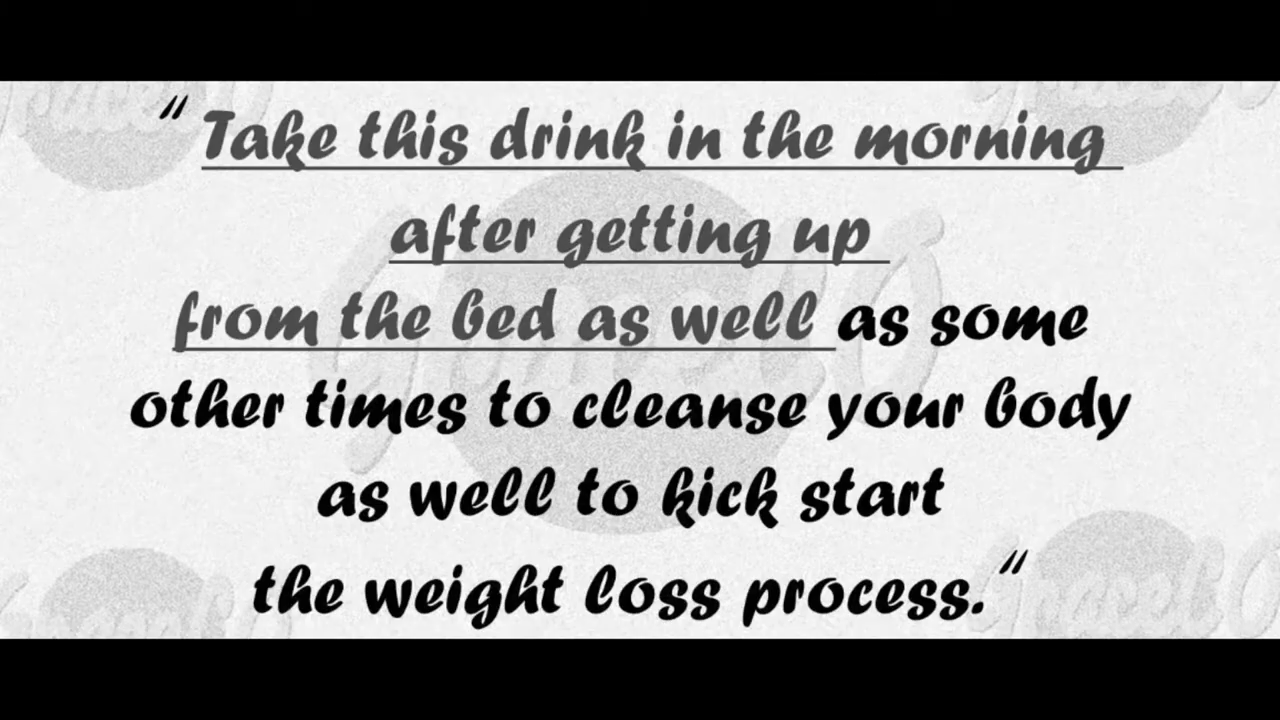 “ Take this drink in the morning
after getting up
from the bed as well as some
other times to cleanse your body
as well to kick start
the weight loss process.“